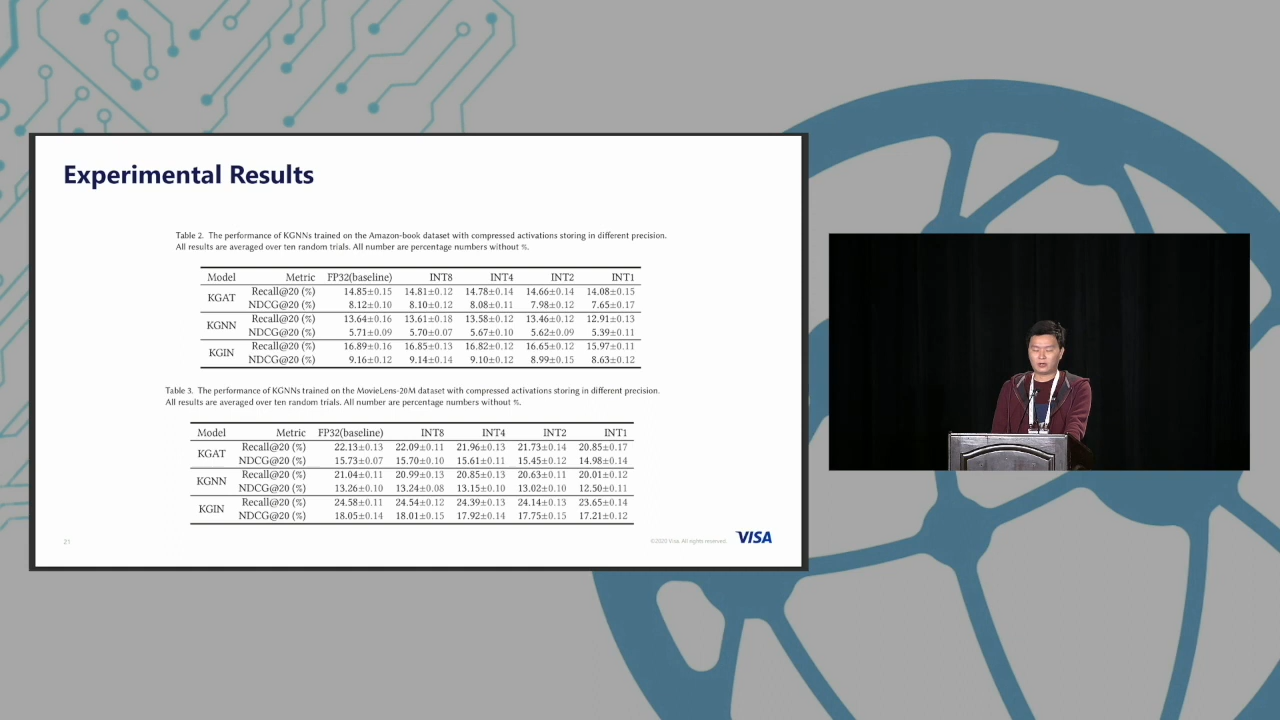 Experimental Results
Table 2. The performance of KGNNs trained on the Amazon-book dataset with compressed activations storing in different precision.
All results are averaged over ten random trials. All number are percentage numbers without %.
Model Metric FP32(baseline) INT8 INT4 INT2 INT1
KGAT Recall@20 (%) 14.85±0.15 14.81±0.12 14.78±0.14 14.66±0.14 14.08±0.15
NDCG@20 (%) 8.12±0.10 8.10±0.12 8.08±0.11 7.98±0.12 7.65±0.17
KGNN Recall@20 (%) 13.64±0.16 13.61±0.18 13.58±0.12 13.46±0.12 12.91±0.13
NDCG@20 (%) 5.71±0.09 5.70±0.07 5.67±0.10 5.62±0.09 5.39±0.11
KGIN Recall@20 (%) 16.89±0.16 16.85±0.13 16.82±0.12 16.65±0.12 15.97±0.11
NDCG@20 (%) 9.16±0.12 9.14±0.14 9.10±0.12 8.99±0.15 8.63±0.12
Table 3. The performance of KGNNs trained on the MovieLens-20M dataset with compressed activations storing in different precision.
All results are averaged over ten random trials. All number are percentage numbers without %.
Model Metric FP32(baseline) INT8 INT4 INT2 INT1
KGAT Recall@20 (%) 22.13±0.13 22.09±0.11 21.96±0.13 21.73±0.14 20.85±0.17
NDCG@20 (%) 15.73±0.07 15.70±0.10 15.61±0.11 15.45±0.12 14.98±0.14
KGNN Recall@20 (%) 21.04±0.11 20.99±0.13 20.85±0.13 20.63±0.11 20.01±0.12
NDCG@20 (%) 13.26±0.10 13.24±0.08 13.15±0.10 13.02±0.10 12.50±0.11
KGIN Recall@20 (%) 24.58±0.11 24.54±0.12 24.39±0.13 24.14±0.13 23.65±0.14
NDCG@20 (%) 18.05±0.14 18.01±0.15 17.92±0.14 17.75±0.15 17.21±0.12
21
©2020 Visa. All rights reserved.
VISA